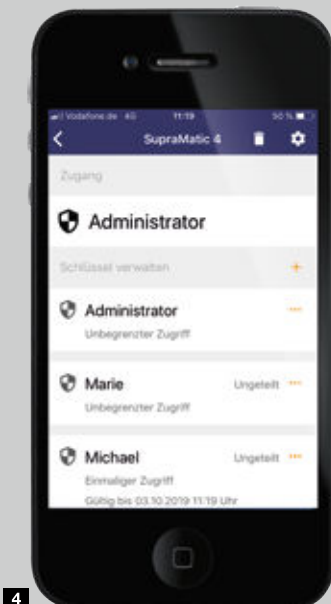 Vodafone.de 4G 11:19 50 %
SupraMatic 4
Zugang
Administrator
Schlüssel verwalten +
Administrator
Unbegrenzter Zugriff
Marie Ungeteilt
Unbegrenzter Zugriff
Michael Ungeteilt
Einmaliger Zugriff
Gültig bis 03.10.2019 11:19 Uhr
4